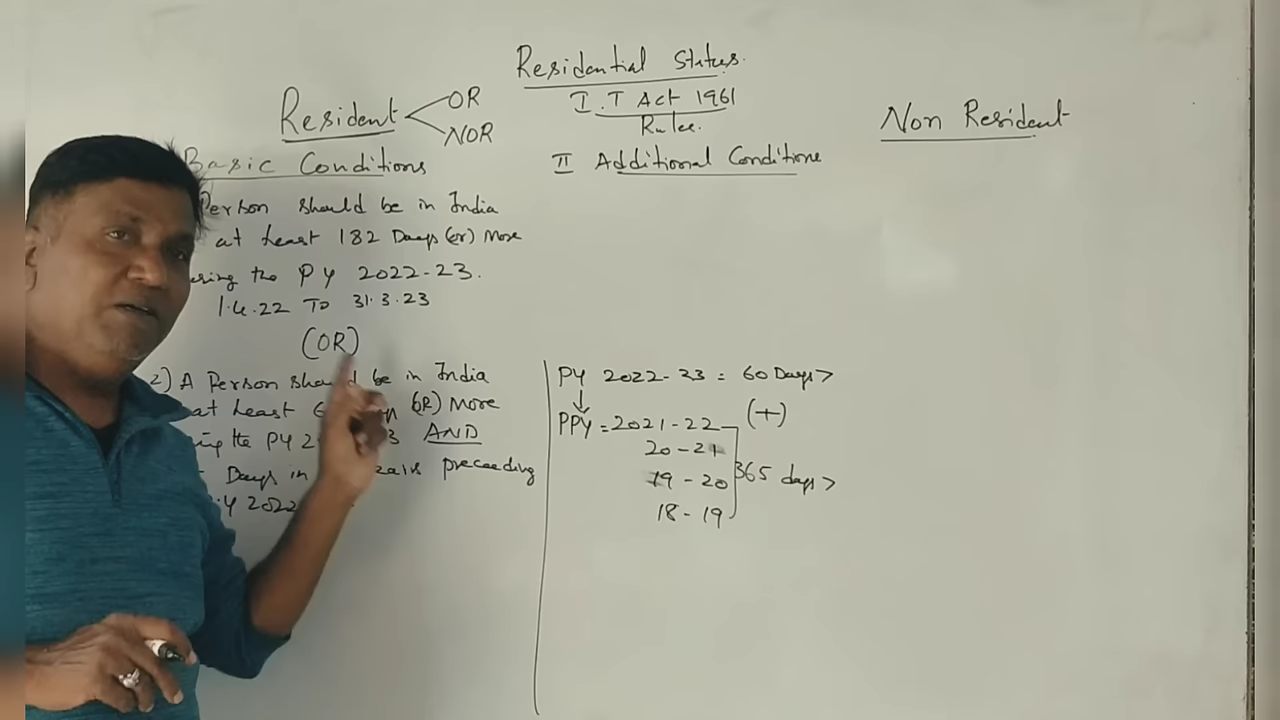 Residential Status.
I.T Act 1961
Rules.
Resident OR
NOR
Non Resident
Basic Conditions
Person should be in India
at least 182 Days (or) More
the PY 2022-23.
1.4.22 TO 31.3.23
(OR)
2) A Person should be in India
at least (OR) More
the PY AND
Days in preceeding
2022
II Additional Conditions
PY 2022-23 = 60 Days >
PPY = 2021-22 (+)
20-21
19-20 365 days >
18-19